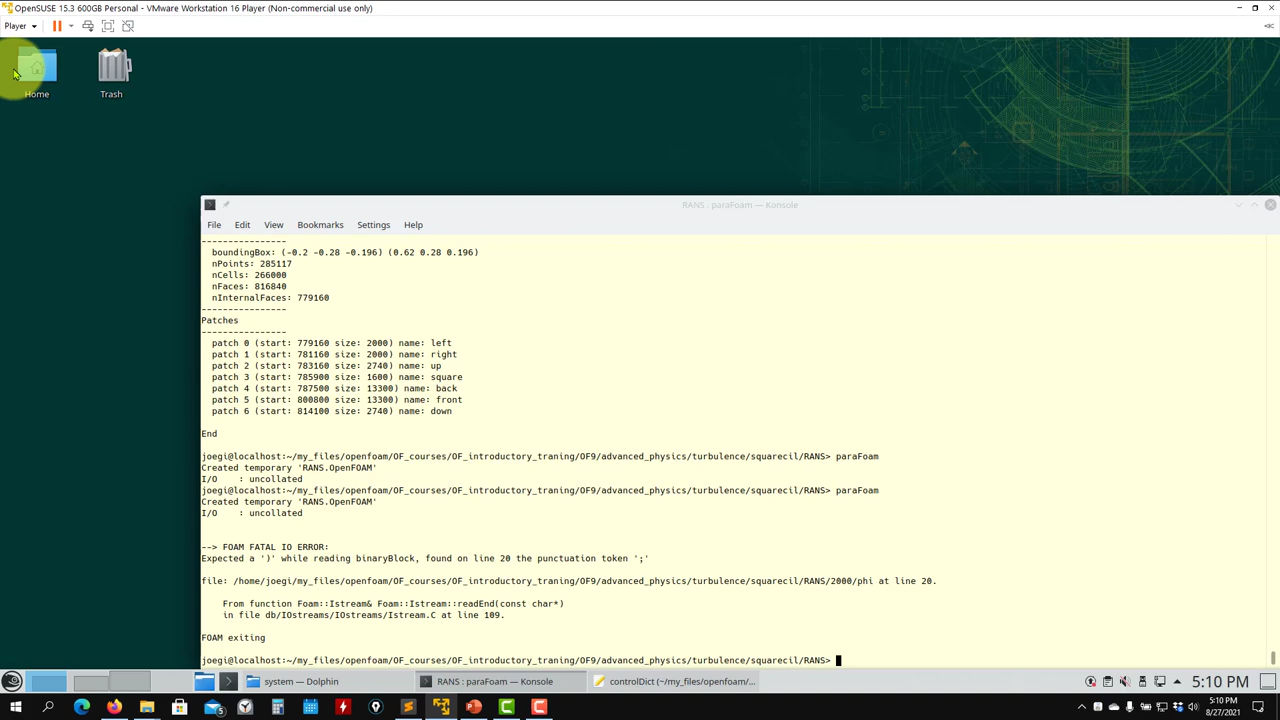 OpenSUSE 15.3 600GB Personal - VMware Workstation 16 Player (Non-commercial use only)
Player
Home
Trash
RANS : paraFoam — Konsole
File Edit View Bookmarks Settings Help
---------------
boundingBox: (-0.2 -0.28 -0.196) (0.62 0.28 0.196)
nPoints: 285117
nCells: 266000
nFaces: 816840
nInternalFaces: 779160
----------------
Patches
----------------
patch 0 (start: 779160 size: 2000) name: left
patch 1 (start: 781160 size: 2000) name: right
patch 2 (start: 783160 size: 2740) name: up
patch 3 (start: 785900 size: 1600) name: square
patch 4 (start: 787500 size: 13300) name: back
patch 5 (start: 800800 size: 13300) name: front
patch 6 (start: 814100 size: 2740) name: down
End
joegi@localhost:~/my_files/openfoam/OF_courses/OF_introductory_traning/OF9/advanced_physics/turbulence/squarecil/RANS> paraFoam
Created temporary 'RANS.OpenFOAM'
I/O    : uncollated
joegi@localhost:~/my_files/openfoam/OF_courses/OF_introductory_traning/OF9/advanced_physics/turbulence/squarecil/RANS> paraFoam
Created temporary 'RANS.OpenFOAM'
I/O    : uncollated
--> FOAM FATAL IO ERROR:
Expected a ')' while reading binaryBlock, found on line 20 the punctuation token ';'
file: /home/joegi/my_files/openfoam/OF_courses/OF_introductory_traning/OF9/advanced_physics/turbulence/squarecil/RANS/2000/phi at line 20.
From function Foam::Istream& Foam::Istream::readEnd(const char*)
in file db/IOstreams/IOstreams/Istream.C at line 109.
FOAM exiting
joegi@localhost:~/my_files/openfoam/OF_courses/OF_introductory_traning/OF9/advanced_physics/turbulence/squarecil/RANS>
system — Dolphin
RANS : paraFoam — Konsole
controlDict (~/my_files/openfoam/...
5:10 PM
5:10 PM
8/27/2021